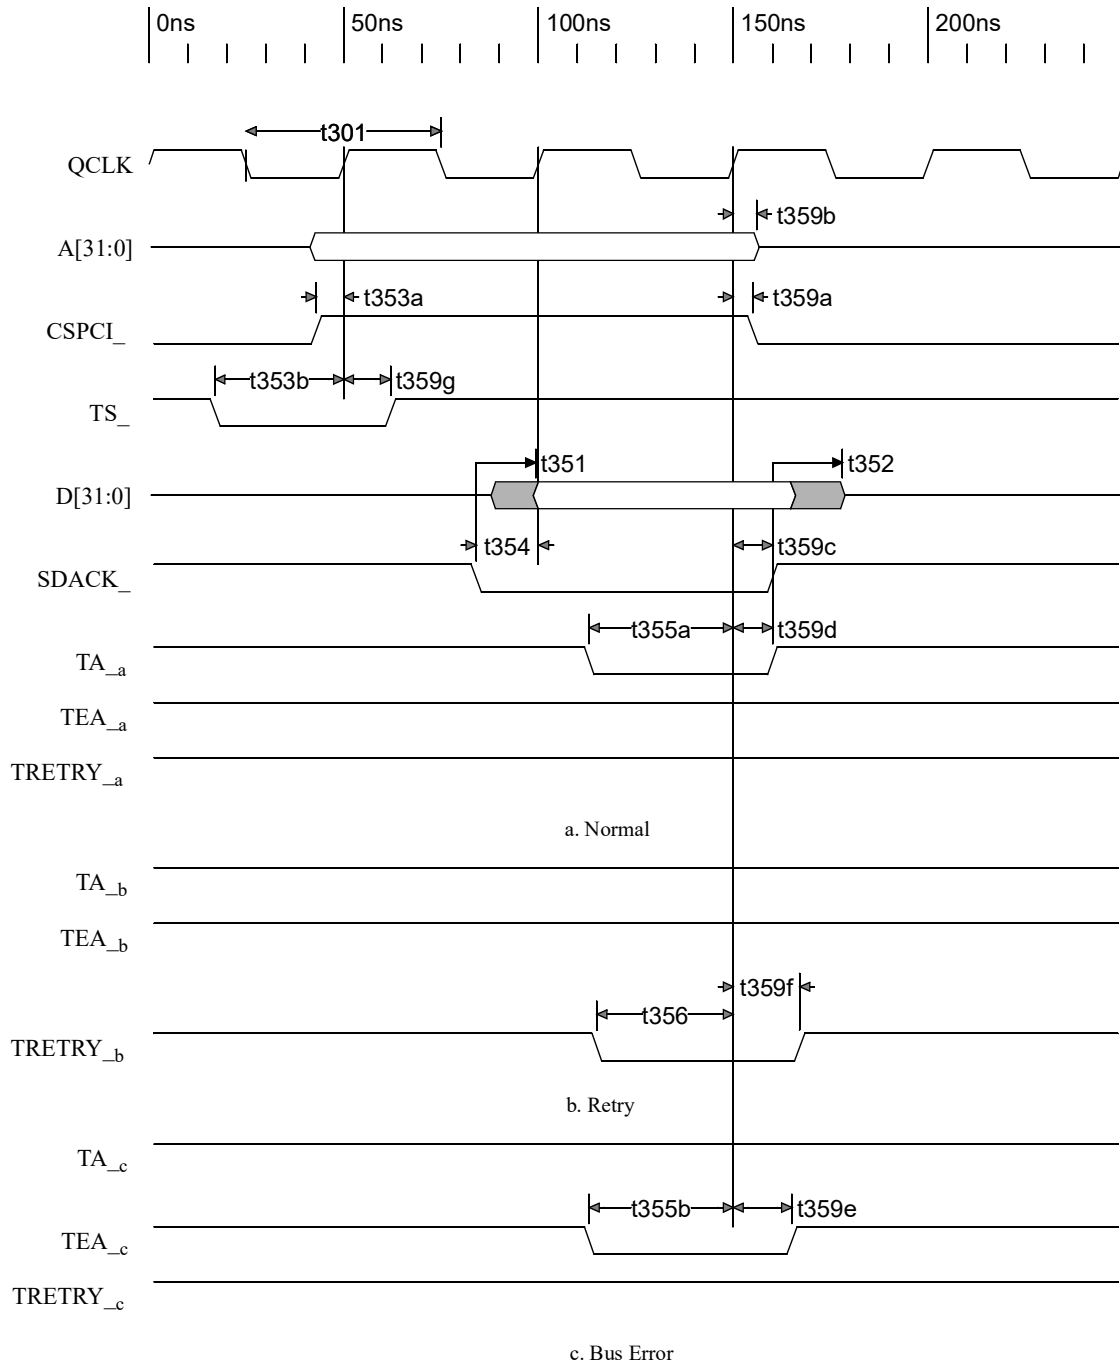 0ns 50ns 100ns 150ns 200ns
t301
QCLK
t359b
A[31:0]
t353a t359a
CSPCI_
t353b t359g
TS_
t351 t352
D[31:0]
t354 t359c
SDACK_
t355a t359d
TA_a
TEA_a
TRETRY_a
a. Normal
TA_b
TEA_b
t359f
t356
TRETRY_b
b. Retry
TA_c
t355b t359e
TEA_c
TRETRY_c
c. Bus Error